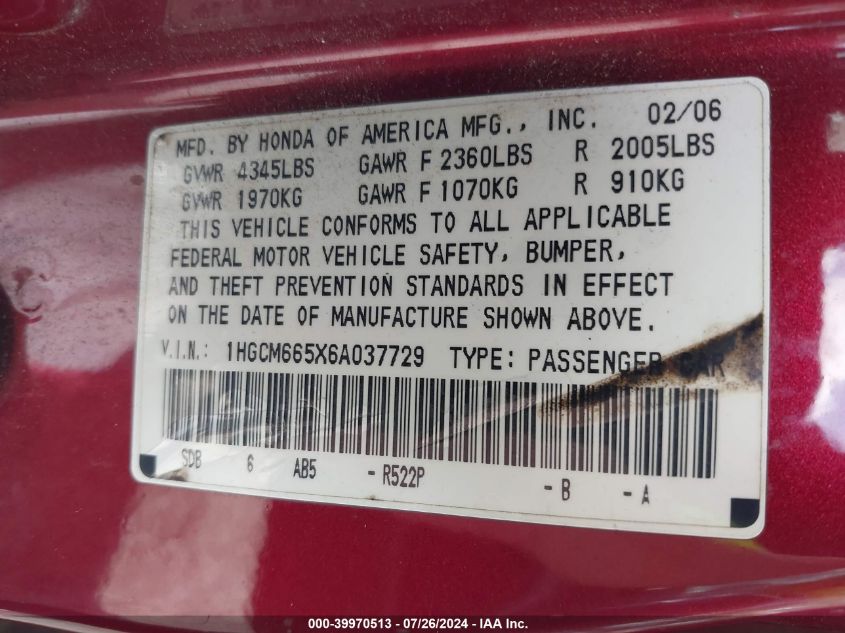 MFD. BY HONDA OF AMERICA MFG., INC. 02/06
GVWR 4345LBS GAWR F 2360LBS R 2005LBS
GVWR 1970KG GAWR F 1070KG R 910KG
THIS VEHICLE CONFORMS TO ALL APPLICABLE
FEDERAL MOTOR VEHICLE SAFETY, BUMPER,
AND THEFT PREVENTION STANDARDS IN EFFECT
ON THE DATE OF MANUFACTURE SHOWN ABOVE.
V.I.N.: 1HGCM665X6A037729 TYPE: PASSENGER CAR
SDB 6 AB5 - R522P - B - A
000-39970513 - 07/26/2024 - IAA Inc.